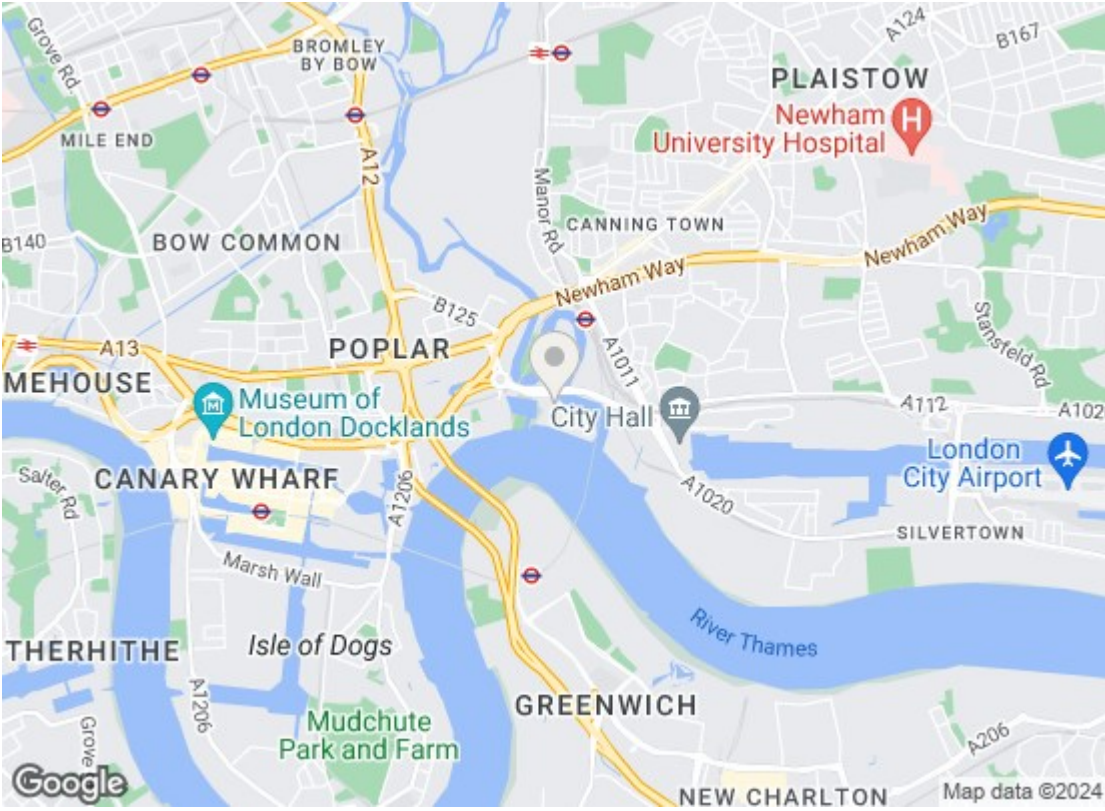 Grove Rd.
BROMLEY
BY BOW
A124
B167
PLAISTOW
Newham
University Hospital
H
MILE END
A12
Manor Rd
CANNING TOWN
B140
BOW COMMON
Newham Way
Newham Way
B125
Stansfeld Rd
A13
POPLAR
A1011
MEHOUSE
Museum of
London Docklands
City Hall
A112
A102
London
City Airport
CANARY WHARF
Salter Rd
A1206
A1020
SILVERTOWN
Marsh Wall
River Thames
THERHITHE
Isle of Dogs
A1206
GREENWICH
Mudchute
Park and Farm
Grove
A206
Google
NEW CHARLTON
Map data ©2024